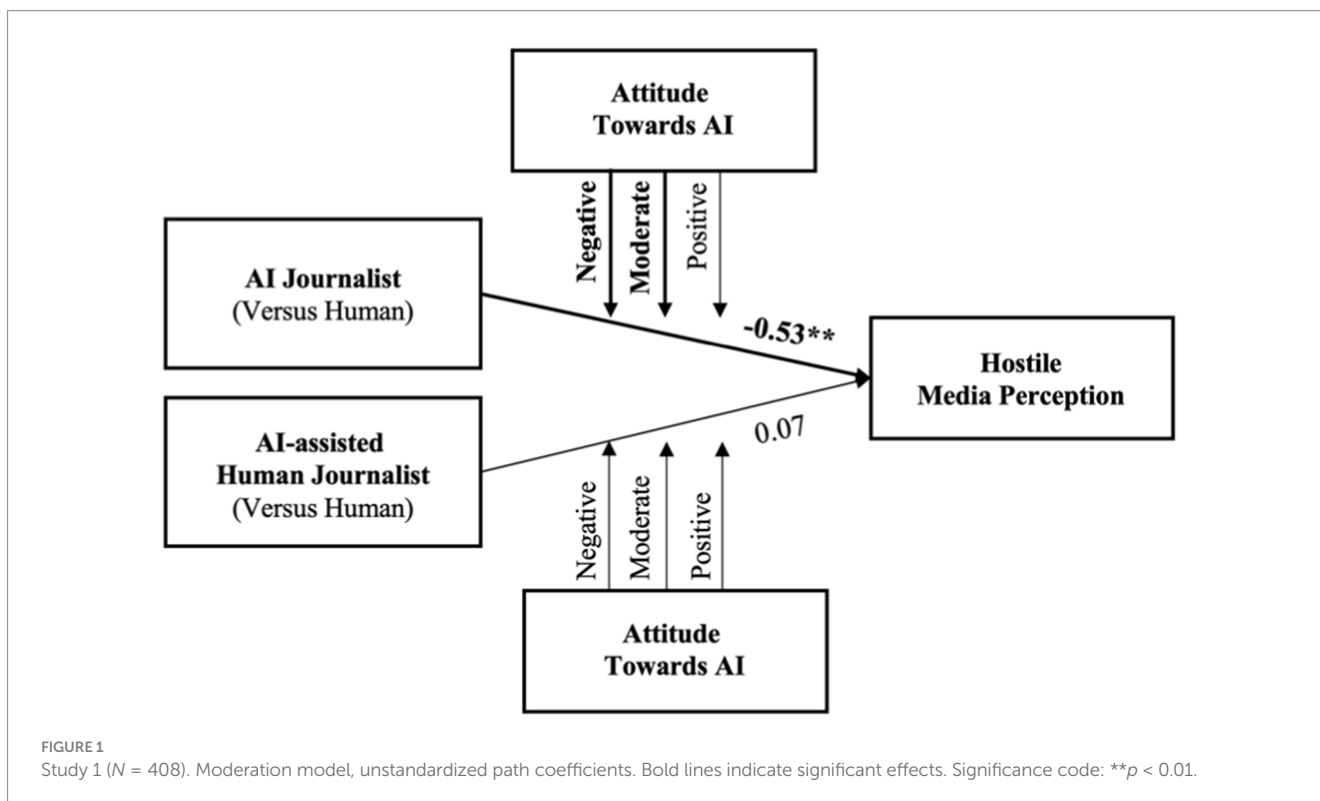 Attitude
Towards AI
Negative
Moderate
Positive
AI Journalist
(Versus Human)
-0.53**
Hostile
Media Perception
AI-assisted
Human Journalist
(Versus Human)
0.07
Negative
Moderate
Positive
Attitude
Towards AI
FIGURE 1
Study 1 (N = 408). Moderation model, unstandardized path coefficients. Bold lines indicate significant effects. Significance code: **p < 0.01.